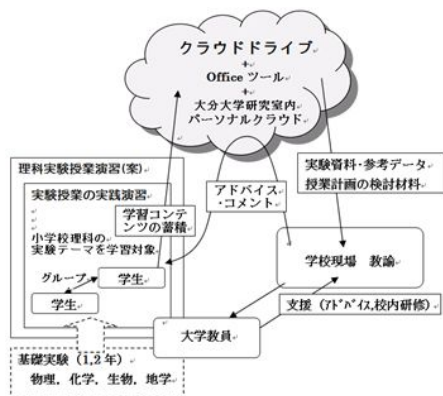 クラウドドライブ
+
Office ツール
+
大分大学研究室内
パーソナルクラウド
理科実験授業演習(案)
実験授業の実践演習
小学校理科の
実験テーマを学習対象
グループ
学生
学生
学習コンテ
ンツの蓄積
アドバイス
・コメント
実験資料・参考データ
授業計画の検討材料
学校現場 教諭
支援（ｱﾄﾞﾊﾞｲｽ,校内研修）
大学教員
基礎実験（1,2 年）
物理，化学，生物，地学